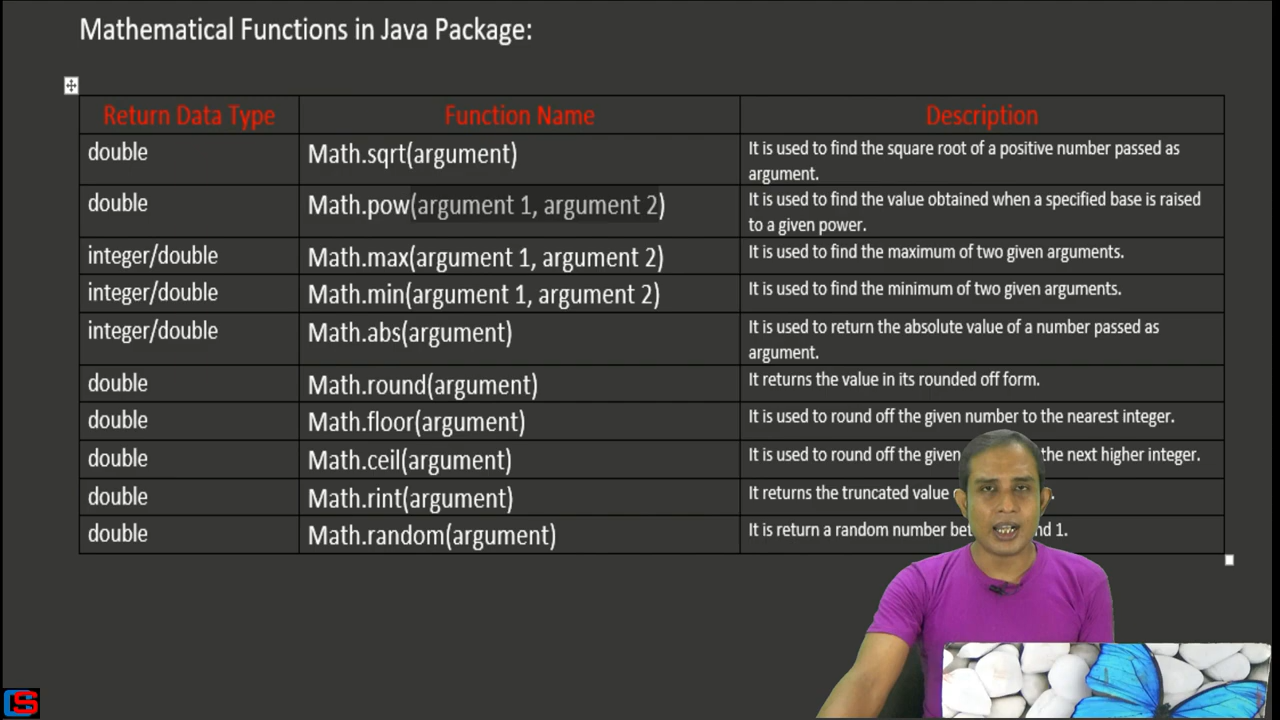 Mathematical Functions in Java Package:
Return Data Type Function Name Description
double Math.sqrt(argument) It is used to find the square root of a positive number passed as
argument.
double Math.pow(argument 1, argument 2) It is used to find the value obtained when a specified base is raised
to a given power.
integer/double Math.max(argument 1, argument 2) It is used to find the maximum of two given arguments.
integer/double Math.min(argument 1, argument 2) It is used to find the minimum of two given arguments.
integer/double Math.abs(argument) It is used to return the absolute value of a number passed as
argument.
double Math.round(argument) It returns the value in its rounded off form.
double Math.floor(argument) It is used to round off the given number to the nearest integer.
double Math.ceil(argument) It is used to round off the given the next higher integer.
double Math.rint(argument) It returns the truncated value
double Math.random(argument) It is return a random number 1.
CS